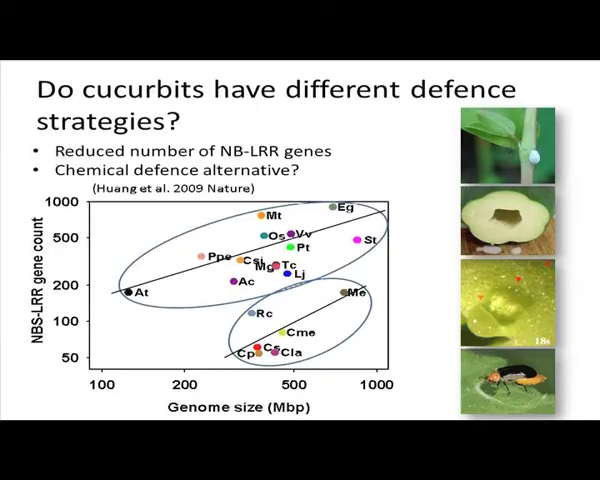 Do cucurbits have different defence
strategies?
• Reduced number of NB-LRR genes
• Chemical defence alternative?
(Huang et al. 2009 Nature)
NBS-LRR gene count
1000
500
200
100
50
Eg
Mt
Os
Vv
St
Pt
Ppe
Csi
Mg
Tc
Lj
Ac
At
Me
Rc
Cme
Cs
Cp
Cla
100
200
500
1000
Genome size (Mbp)
18s